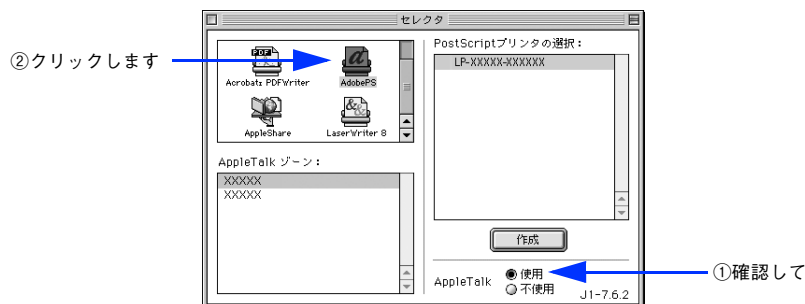 セレクタ
PostScriptプリンタの選択：
LP-XXXXX-XXXXXX
②クリックします
Acrobat™ PDFWriter
AdobePS
AppleShare
LaserWriter 8
AppleTalk ゾーン：
XXXXX
XXXXX
作成
AppleTalk
使用
不使用
①確認して
J1-7.6.2